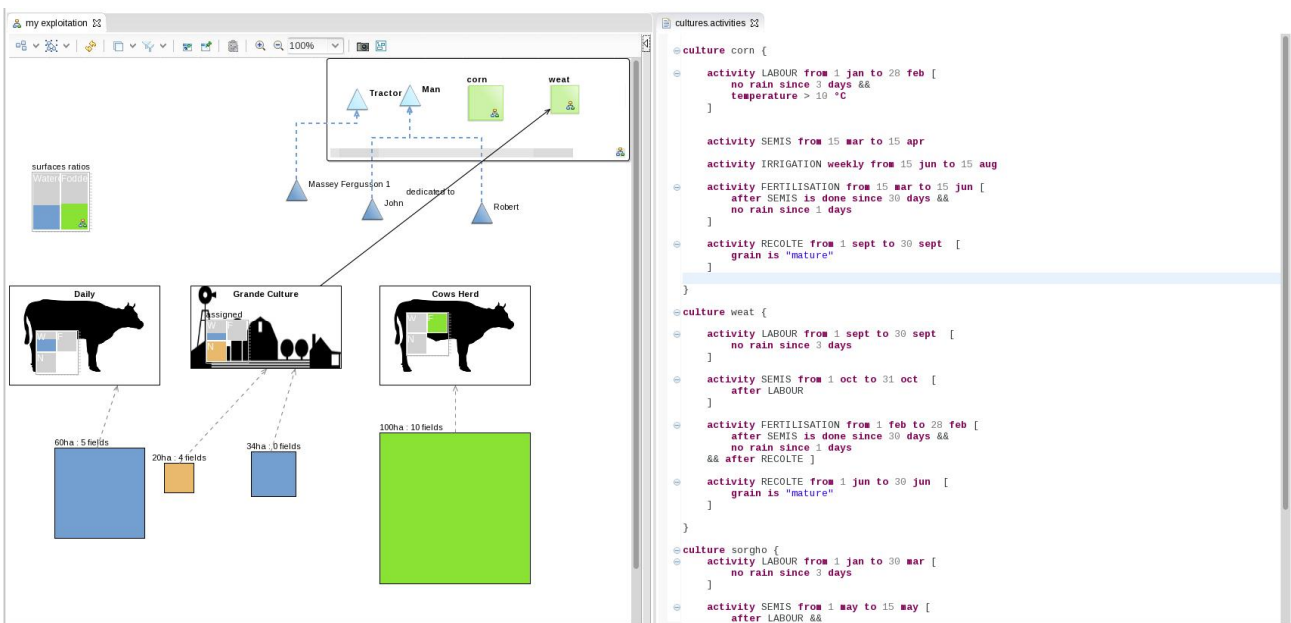 my exploitation
100%
corn
weat
Tractor
Man
surfaces ratios
Water
Fodde
Massey Fergusson 1
dedicated to
John
Robert
Daily
Grande Culture
Cows Herd
assigned
W F
N
W F
N
W
N
60ha : 5 fields
20ha : 4 fields
34ha : 0 fields
100ha : 10 fields
cultures.activities
culture corn {
activity LABOUR from 1 jan to 28 feb [
no rain since 3 days &&
temperature > 10 °C
]
activity SEMIS from 15 mar to 15 apr
activity IRRIGATION weekly from 15 jun to 15 aug
activity FERTILISATION from 15 mar to 15 jun [
after SEMIS is done since 30 days &&
no rain since 1 days
]
activity RECOLTE from 1 sept to 30 sept  [
grain is "mature"
]
}
culture weat {
activity LABOUR from 1 sept to 30 sept  [
no rain since 3 days
]
activity SEMIS from 1 oct to 31 oct  [
after LABOUR
]
activity FERTILISATION from 1 feb to 28 feb [
after SEMIS is done since 30 days &&
no rain since 1 days
&& after RECOLTE ]
activity RECOLTE from 1 jun to 30 jun  [
grain is "mature"
]
}
culture sorgho {
activity LABOUR from 1 jan to 30 mar [
no rain since 3 days
]
activity SEMIS from 1 may to 15 may [
after LABOUR &&